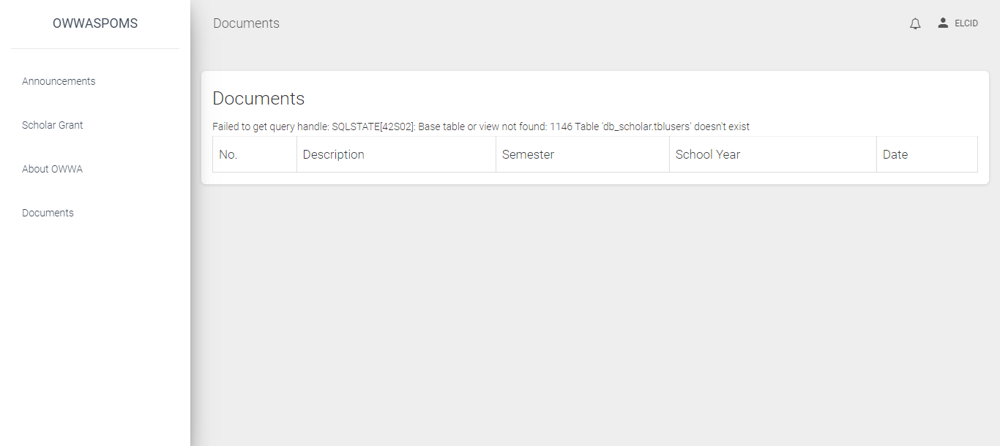 OWWASPOMS
Announcements
Scholar Grant
About OWWA
Documents
Documents
ELCID
Documents
Failed to get query handle: SQLSTATE[42S02]: Base table or view not found: 1146 Table 'db_scholar.tblusers' doesn't exist
No. Description Semester School Year Date